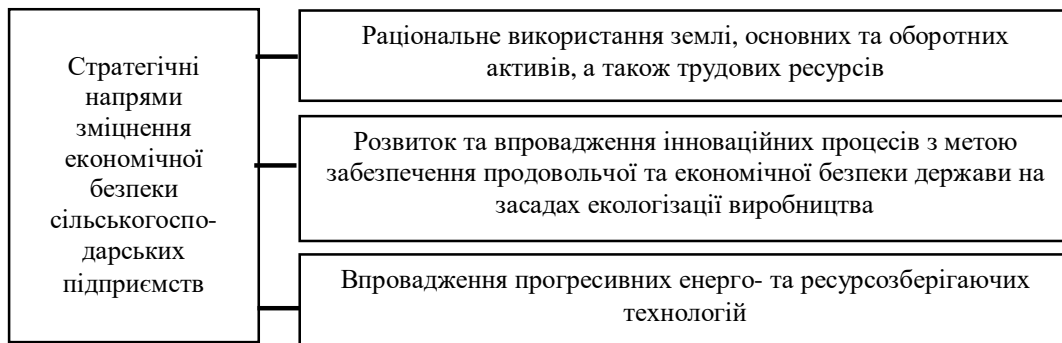 Стратегічні
напрями
зміцнення
економічної
безпеки
сільськогоспо-
дарських
підприємств
Раціональне використання землі, основних та оборотних
активів, а також трудових ресурсів
Розвиток та впровадження інноваційних процесів з метою
забезпечення продовольчої та економічної безпеки держави на
засадах екологізації виробництва
Впровадження прогресивних енерго- та ресурсозберігаючих
технологій